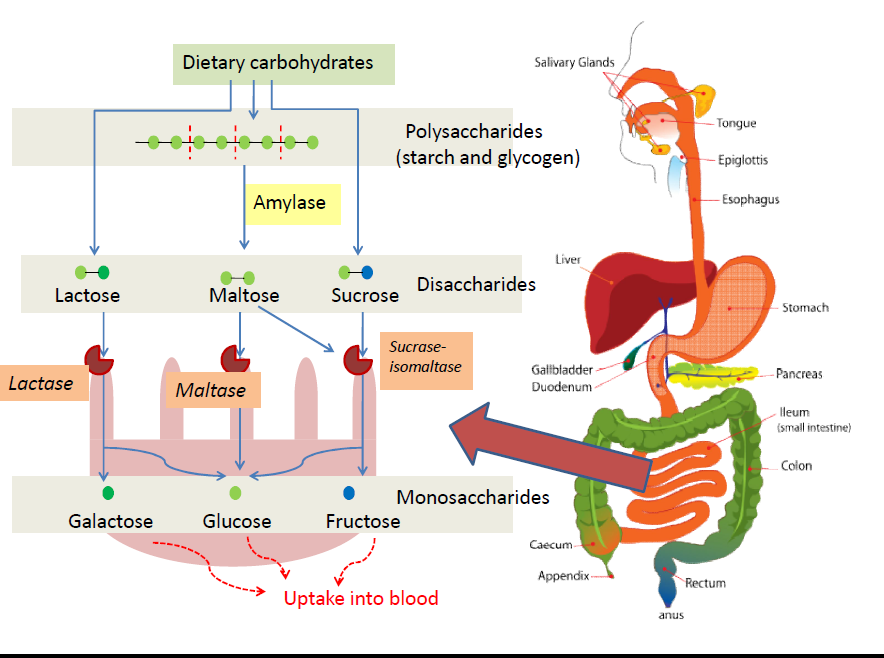 Dietary carbohydrates
Polysaccharides
(starch and glycogen)
Amylase
Lactose
Maltose
Sucrose
Disaccharides
Lactase
Maltase
Sucrase-
isomaltase
Monosaccharides
Galactose
Glucose
Fructose
Uptake into blood
Salivary Glands
Tongue
Epiglottis
Esophagus
Liver
Stomach
Gallbladder
Duodenum
Pancreas
Ileum
(small intestine)
Colon
Caecum
Appendix
Rectum
anus